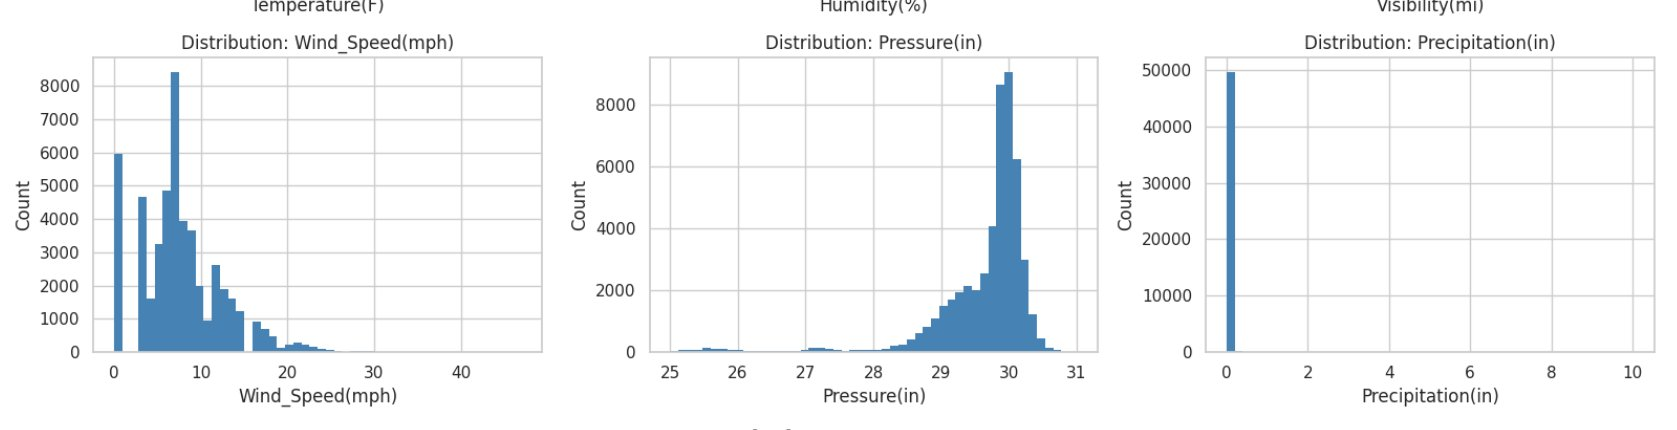 Temperature(F)
Humidity(%)
Visibility(mi)
Distribution: Wind_Speed(mph)
Count
8000
7000
6000
5000
4000
3000
2000
1000
0
0 10 20 30 40
Wind_Speed(mph)
Distribution: Pressure(in)
Count
8000
6000
4000
2000
0
25 26 27 28 29 30 31
Pressure(in)
Distribution: Precipitation(in)
Count
50000
40000
30000
20000
10000
0
0 2 4 6 8 10
Precipitation(in)